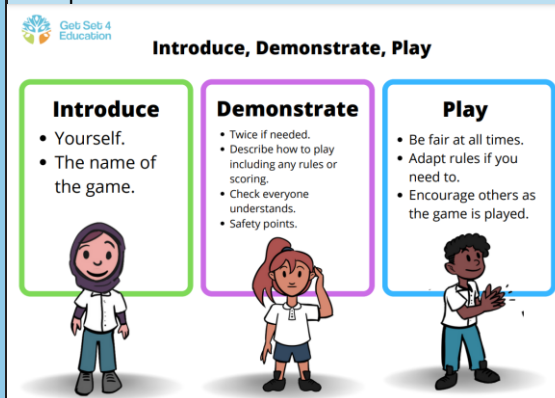 Get Set 4
Education
Introduce, Demonstrate, Play
Introduce
• Yourself.
• The name of
the game.
Demonstrate
• Twice if needed.
• Describe how to play
including any rules or
scoring.
• Check everyone
understands.
• Safety points.
Play
• Be fair at all times.
• Adapt rules if you
need to.
• Encourage others as
the game is played.